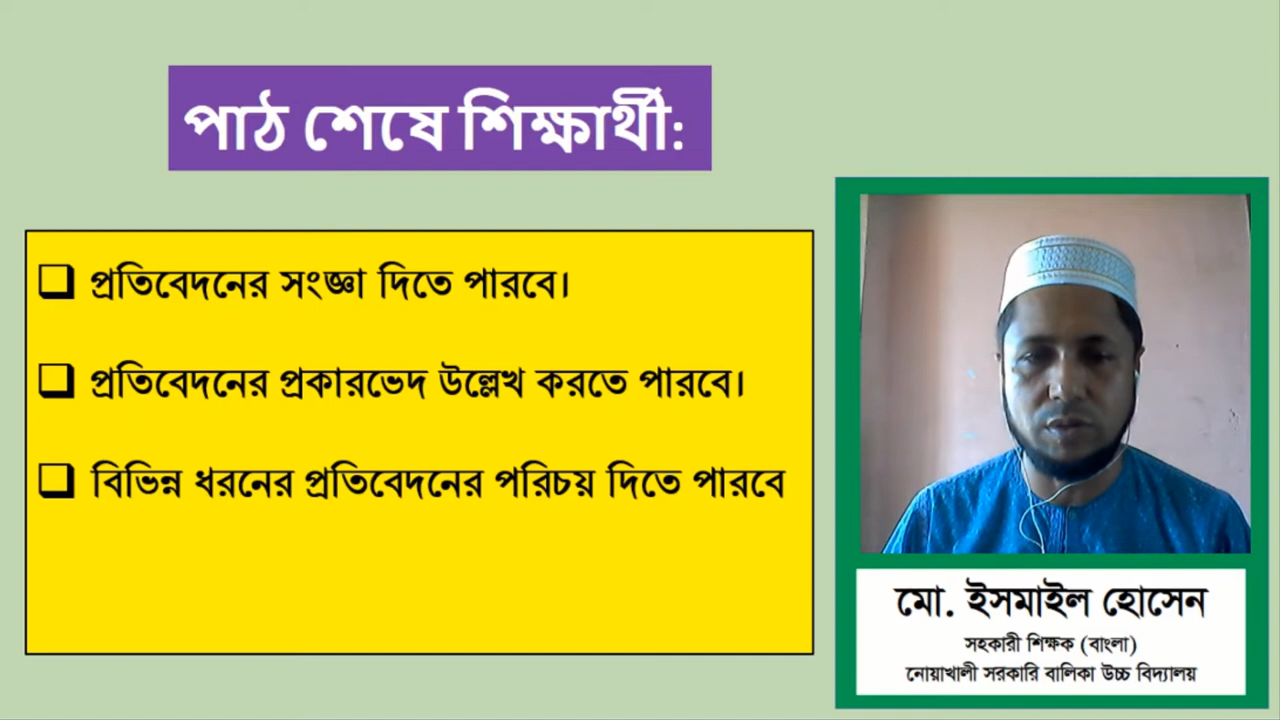 পাঠ শেষে শিক্ষার্থী:
প্রতিবেদনের সংজ্ঞা দিতে পারবে।
প্রতিবেদনের প্রকারভেদ উল্লেখ করতে পারবে।
বিভিন্ন ধরনের প্রতিবেদনের পরিচয় দিতে পারবে
মো. ইসমাইল হোসেন
সহকারী শিক্ষক (বাংলা)
নোয়াখালী সরকারি বালিকা উচ্চ বিদ্যালয়